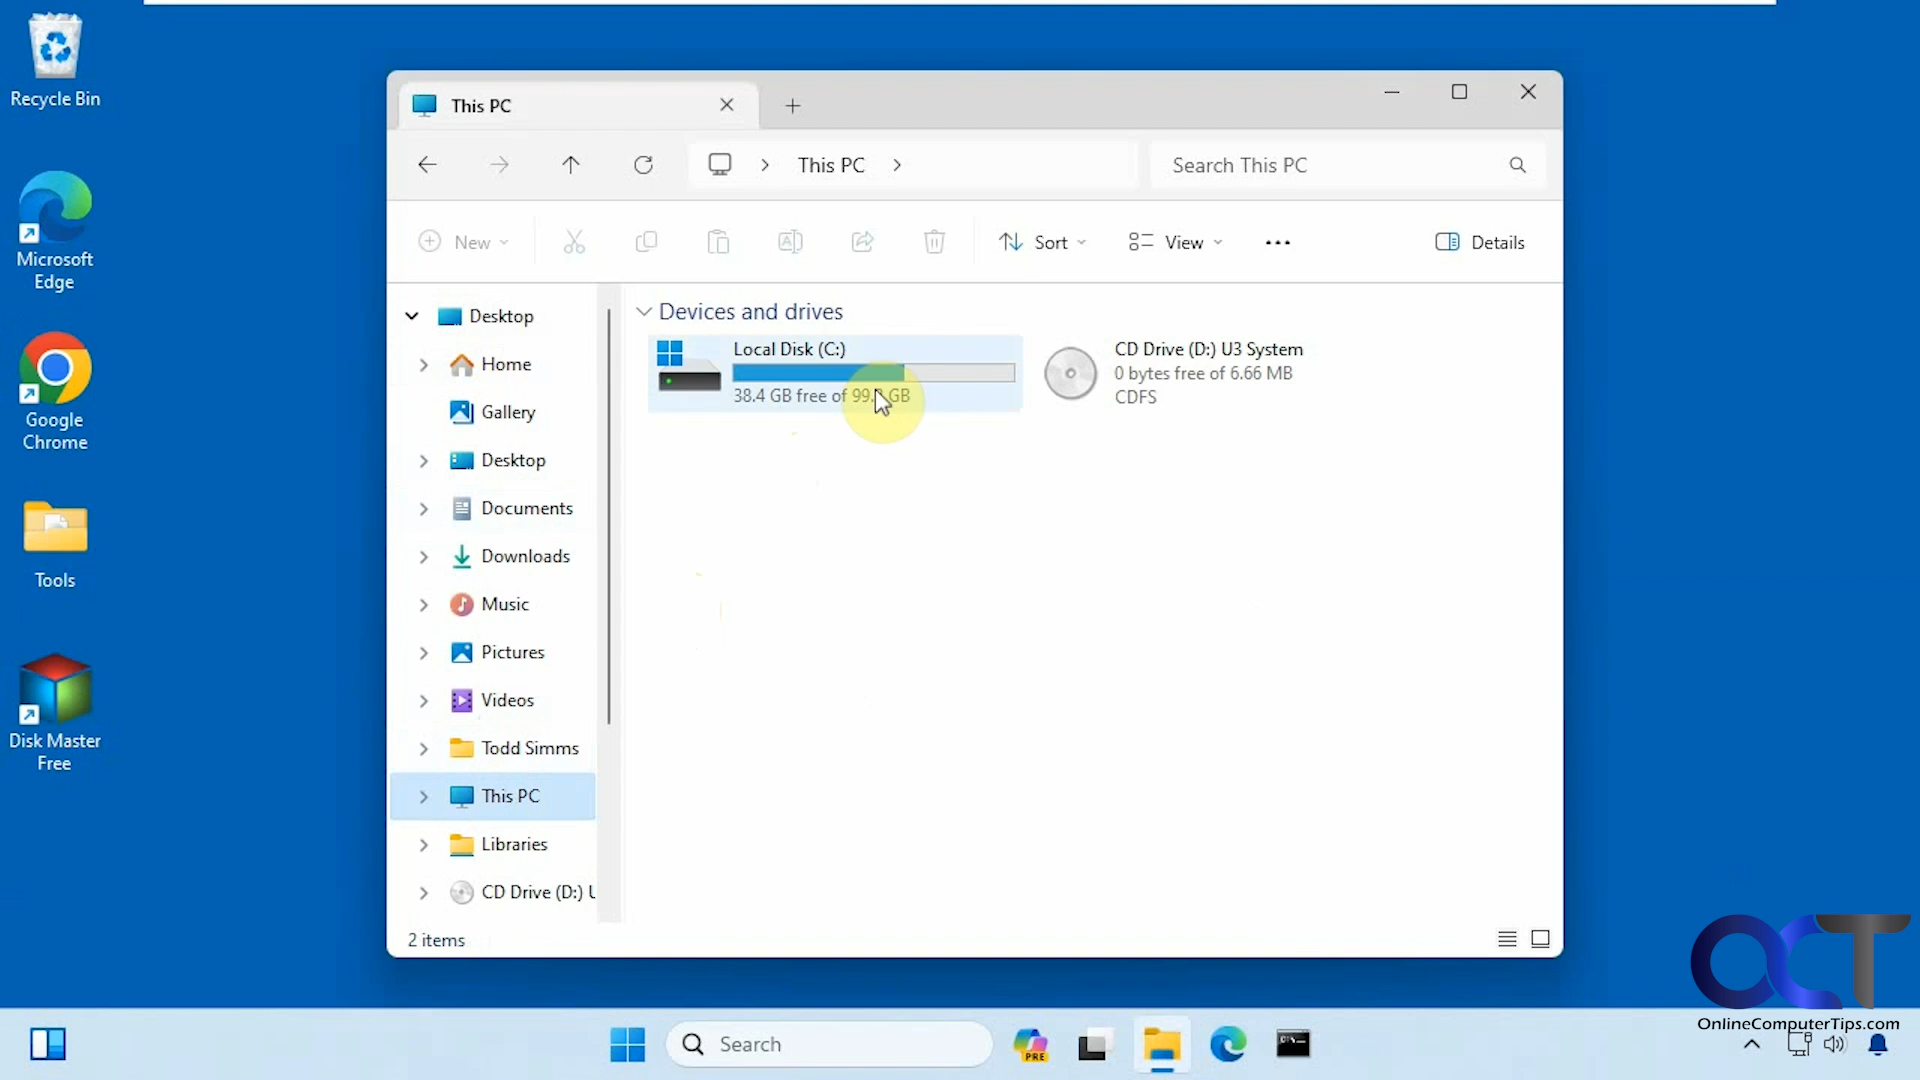 Recycle Bin
Microsoft
Edge
Google
Chrome
Tools
Disk Master
Free
This PC
This PC
Search This PC
New
Sort
View
Details
Desktop
Home
Gallery
Desktop
Documents
Downloads
Music
Pictures
Videos
Todd Simms
This PC
Libraries
CD Drive (D:) U
Devices and drives
Local Disk (C:)
38.4 GB free of GB
CD Drive (D:) U3 System
0 bytes free of 6.66 MB
CDFS
2 items
OCT
OnlineComputerTips.com
Search
PRE